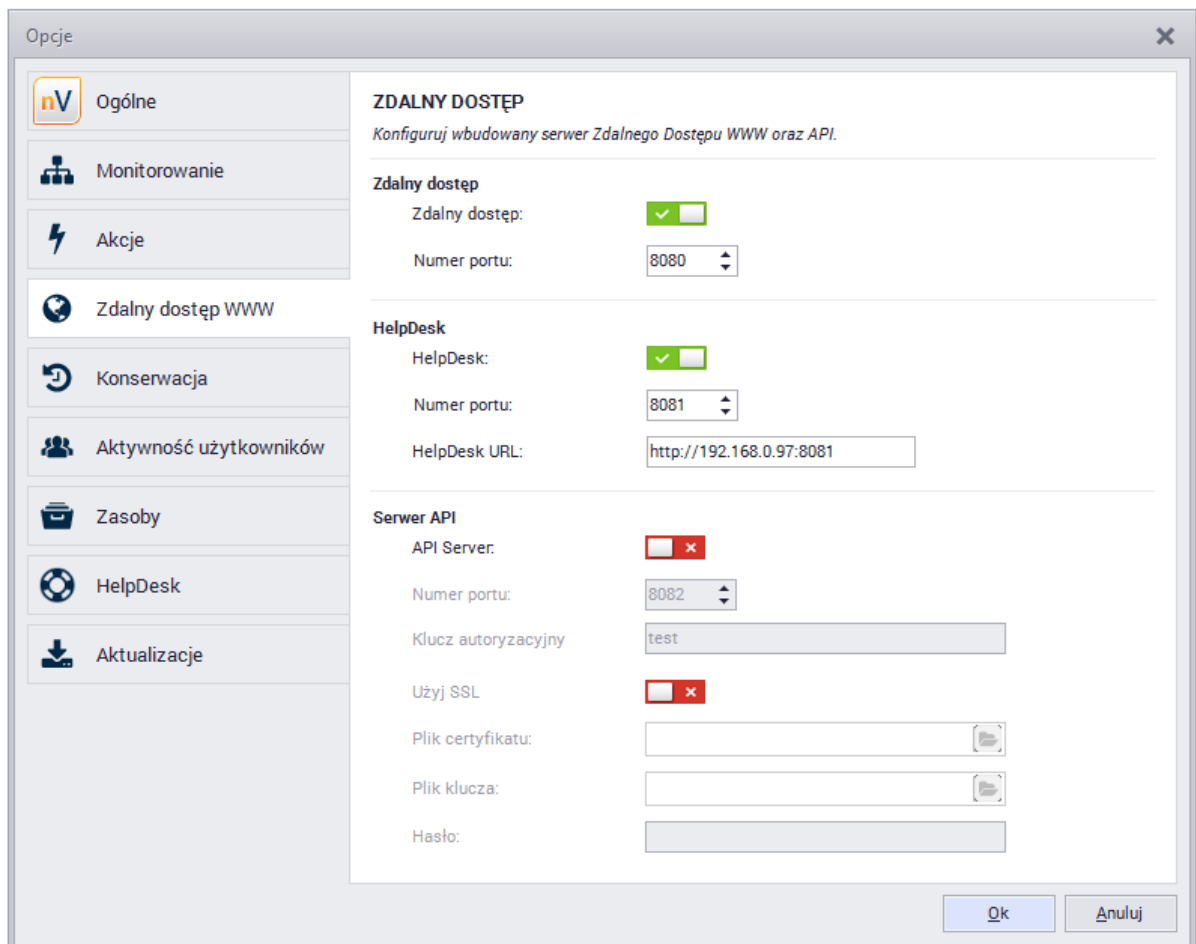 Opcje
nV Ogólne
Monitorowanie
Akcje
Zdalny dostęp WWW
Konserwacja
Aktywność użytkowników
Zasoby
HelpDesk
Aktualizacje
ZDALNY DOSTĘP
Konfiguruj wbudowany serwer Zdalnego Dostępu WWW oraz API.
Zdalny dostęp
Zdalny dostęp:
Numer portu: 8080
HelpDesk
HelpDesk:
Numer portu: 8081
HelpDesk URL: http://192.168.0.97:8081
Serwer API
API Server:
Numer portu: 8082
Klucz autoryzacyjny test
Użyj SSL
Plik certyfikatu:
Plik klucza:
Hasło:
Ok Anuluj